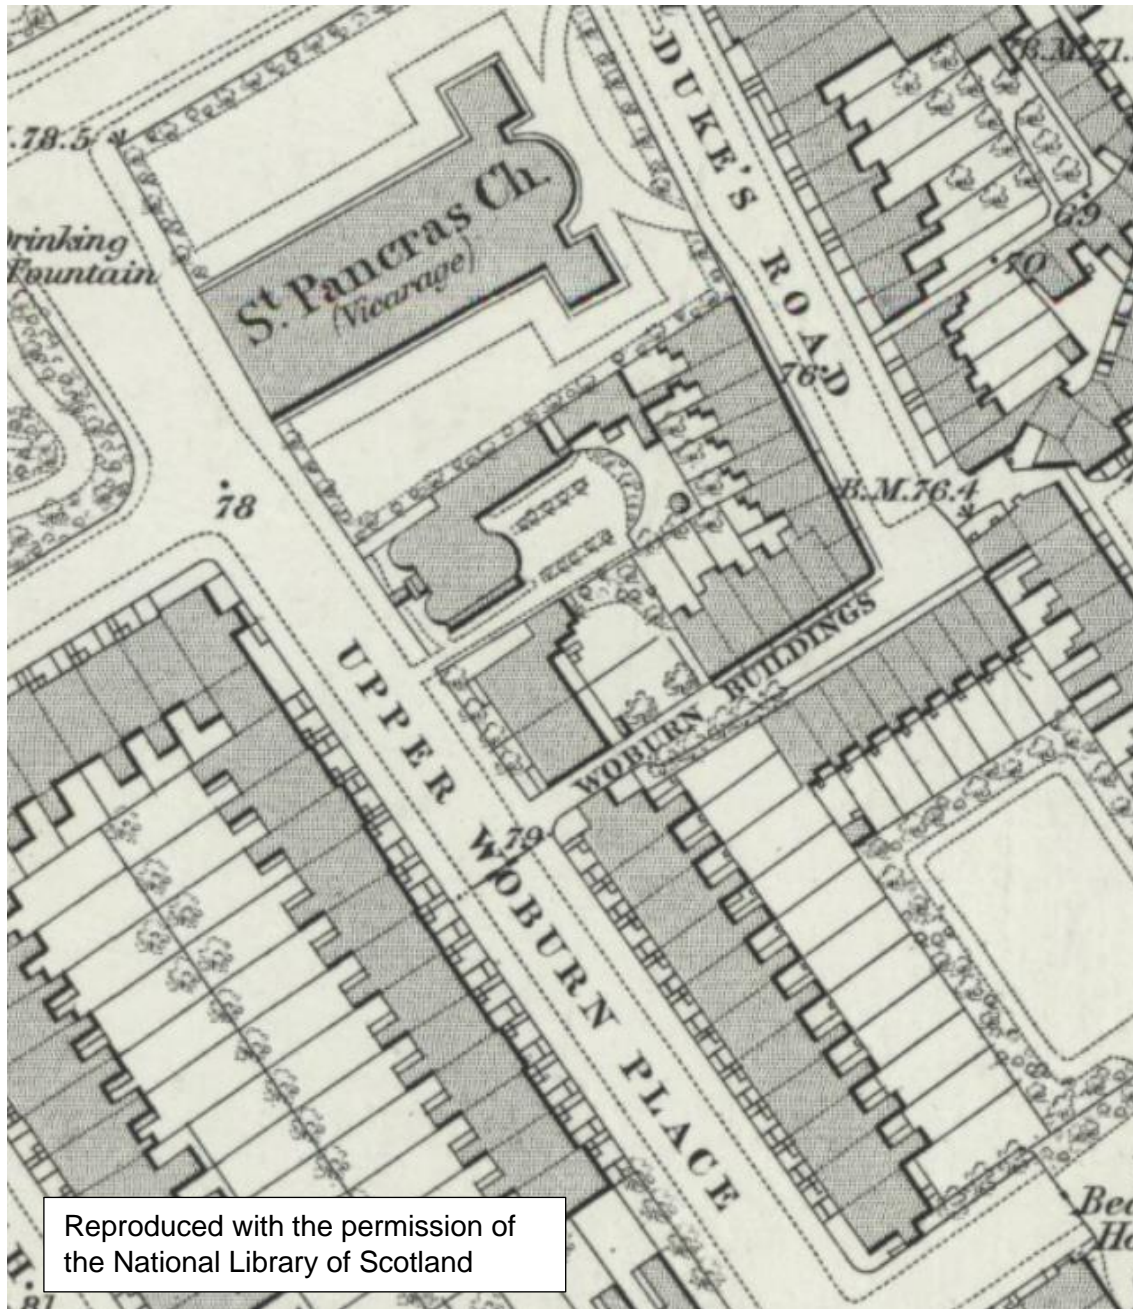 DUKE'S ROAD
B.M.71.
.78.5
St. Pancras Ch.
(Vicarage)
Drinking
Fountain
69
70
76
78
B.M.76.4
UPPER WOBURN PLACE
WOBURN BUILDINGS
79
Reproduced with the permission of
the National Library of Scotland
H.
81